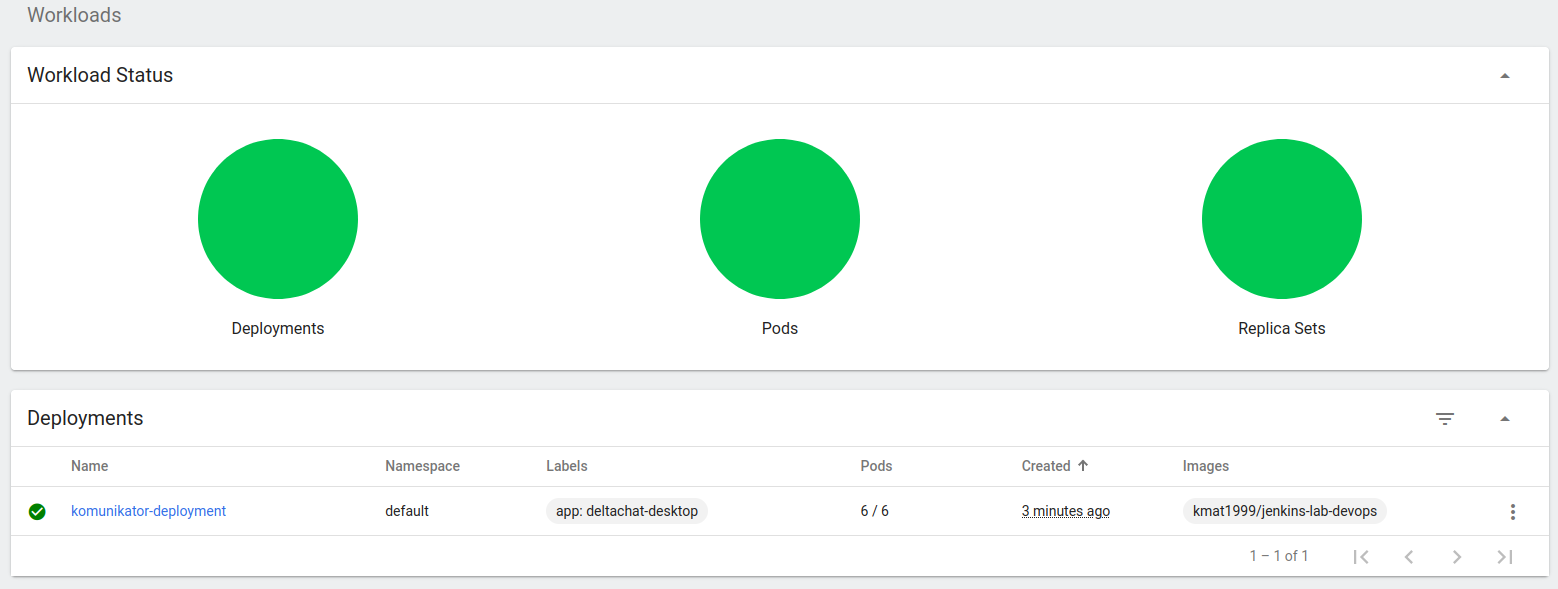 Workloads
Workload Status
Deployments Pods Replica Sets
Deployments
Name Namespace Labels Pods Created Images
komunikator-deployment default app: deltachat-desktop 6 / 6 3 minutes ago kmat1999/jenkins-lab-devops
1 – 1 of 1